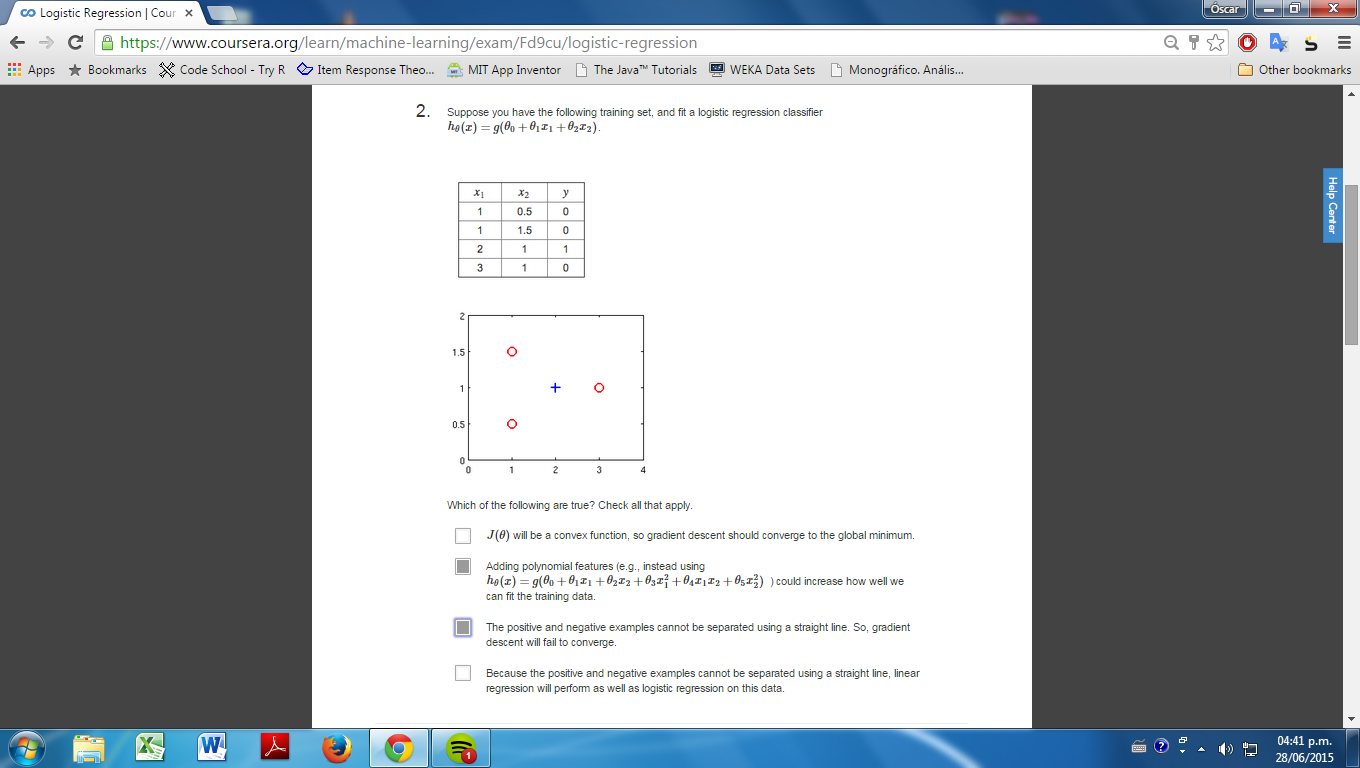 Logistic Regression | Cour
Óscar
https://www.coursera.org/learn/machine-learning/exam/Fd9cu/logistic-regression
Apps Bookmarks Code School - Try R Item Response Theo... MIT App Inventor The Java™ Tutorials WEKA Data Sets Monográfico. Anális... Other bookmarks
2. Suppose you have the following training set, and fit a logistic regression classifier
hθ(x) = g(θ0 + θ1x1 + θ2x2).
x1 x2 y
1 0.5 0
1 1.5 0
2 1 1
3 1 0
2
1.5
1
0.5
0
0 1 2 3 4
Which of the following are true? Check all that apply.
J(θ) will be a convex function, so gradient descent should converge to the global minimum.
Adding polynomial features (e.g., instead using
hθ(x) = g(θ0 + θ1x1 + θ2x2 + θ3x1² + θ4x1x2 + θ5x2²) ) could increase how well we
can fit the training data.
The positive and negative examples cannot be separated using a straight line. So, gradient
descent will fail to converge.
Because the positive and negative examples cannot be separated using a straight line, linear
regression will perform as well as logistic regression on this data.
Help Center
1
04:41 p.m.
28/06/2015